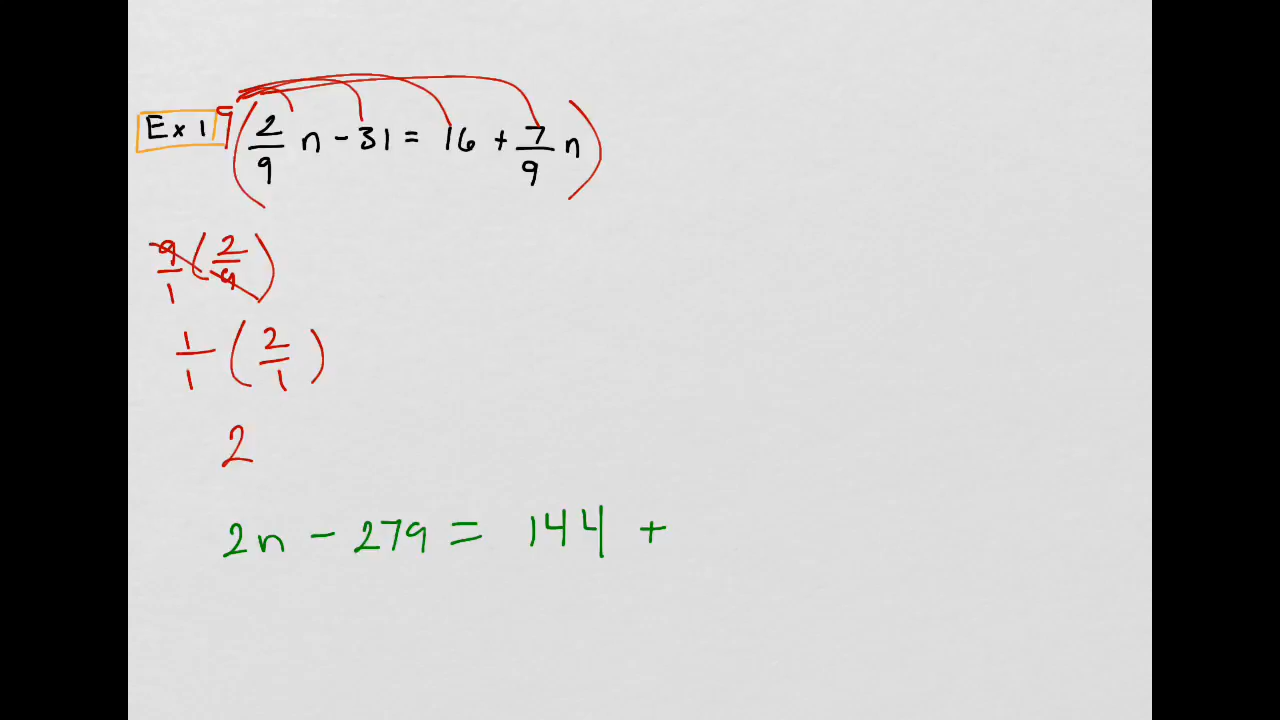 Ex 1 9(2/9 n - 31 = 16 + 7/9 n)
9/1 (2/9)
1/1 (2/1)
2
2n - 279 = 144 +